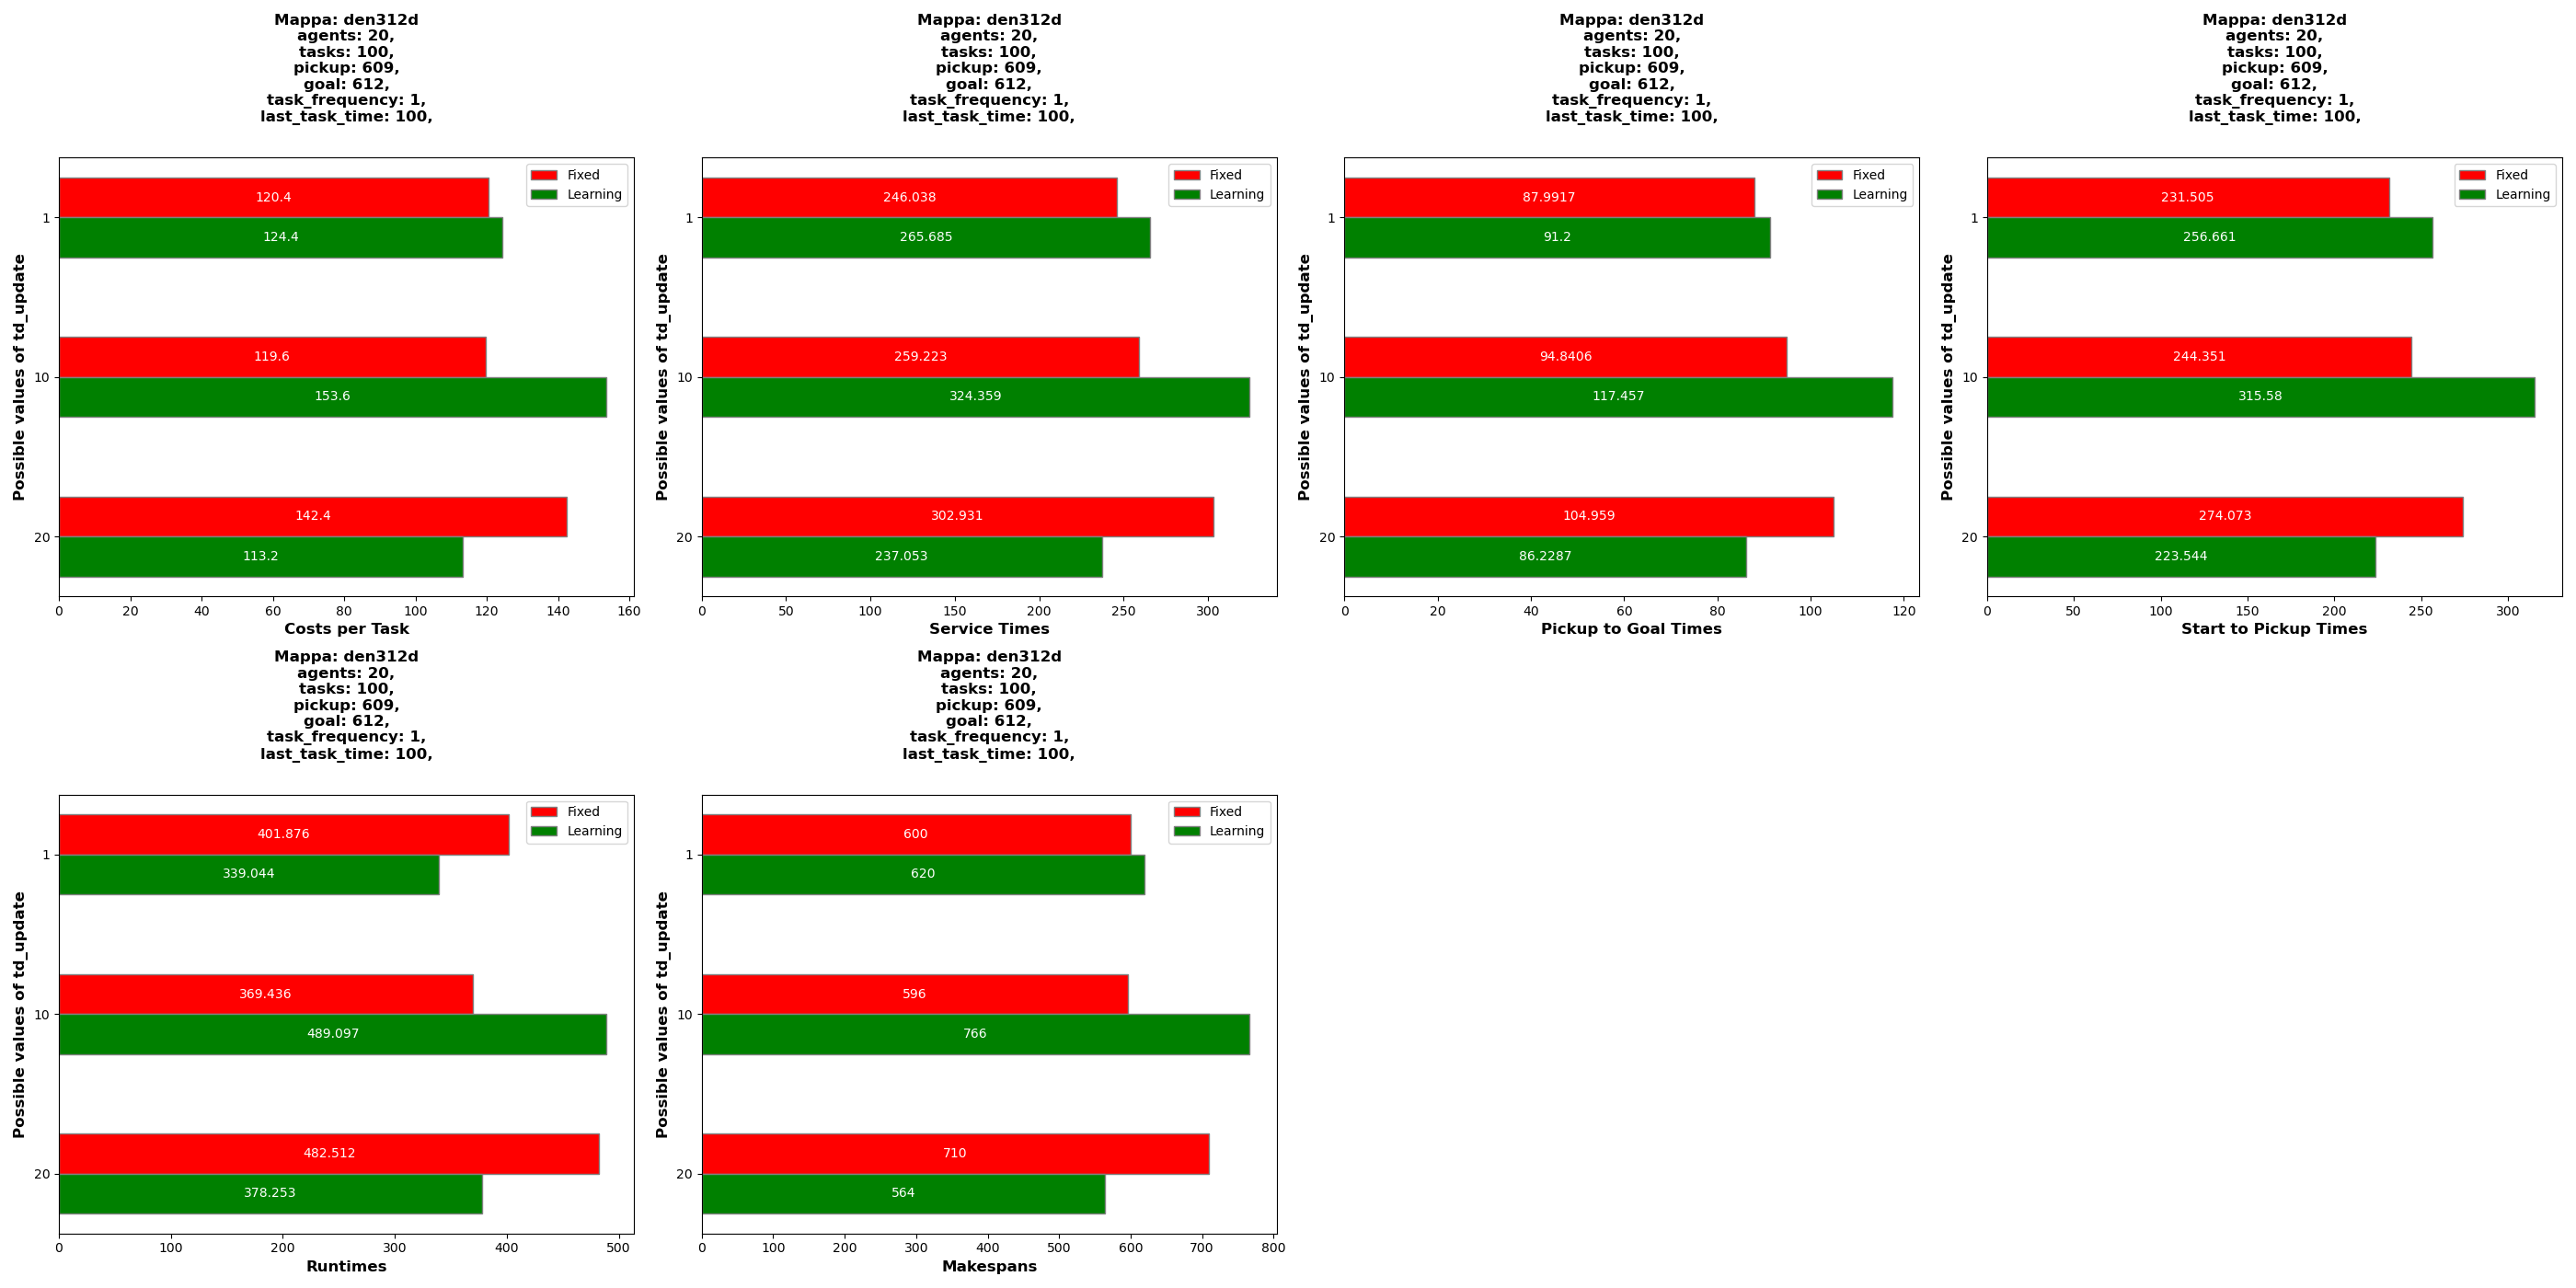 Mappa: den312d
agents: 20,
tasks: 100,
pickup: 609,
goal: 612,
task_frequency: 1,
last_task_time: 100,
Fixed
Learning
Possible values of td_update
1
10
20
120.4
124.4
119.6
153.6
142.4
113.2
0 20 40 60 80 100 120 140 160
Costs per Task
Mappa: den312d
agents: 20,
tasks: 100,
pickup: 609,
goal: 612,
task_frequency: 1,
last_task_time: 100,
Fixed
Learning
Possible values of td_update
1
10
20
246.038
265.685
259.223
324.359
302.931
237.053
0 50 100 150 200 250 300
Service Times
Mappa: den312d
agents: 20,
tasks: 100,
pickup: 609,
goal: 612,
task_frequency: 1,
last_task_time: 100,
Fixed
Learning
Possible values of td_update
1
10
20
87.9917
91.2
94.8406
117.457
104.959
86.2287
0 20 40 60 80 100 120
Pickup to Goal Times
Mappa: den312d
agents: 20,
tasks: 100,
pickup: 609,
goal: 612,
task_frequency: 1,
last_task_time: 100,
Fixed
Learning
Possible values of td_update
1
10
20
231.505
256.661
244.351
315.58
274.073
223.544
0 50 100 150 200 250 300
Start to Pickup Times
Mappa: den312d
agents: 20,
tasks: 100,
pickup: 609,
goal: 612,
task_frequency: 1,
last_task_time: 100,
Fixed
Learning
Possible values of td_update
1
10
20
401.876
339.044
369.436
489.097
482.512
378.253
0 100 200 300 400 500
Runtimes
Mappa: den312d
agents: 20,
tasks: 100,
pickup: 609,
goal: 612,
task_frequency: 1,
last_task_time: 100,
Fixed
Learning
Possible values of td_update
1
10
20
600
620
596
766
710
564
0 100 200 300 400 500 600 700 800
Makespans